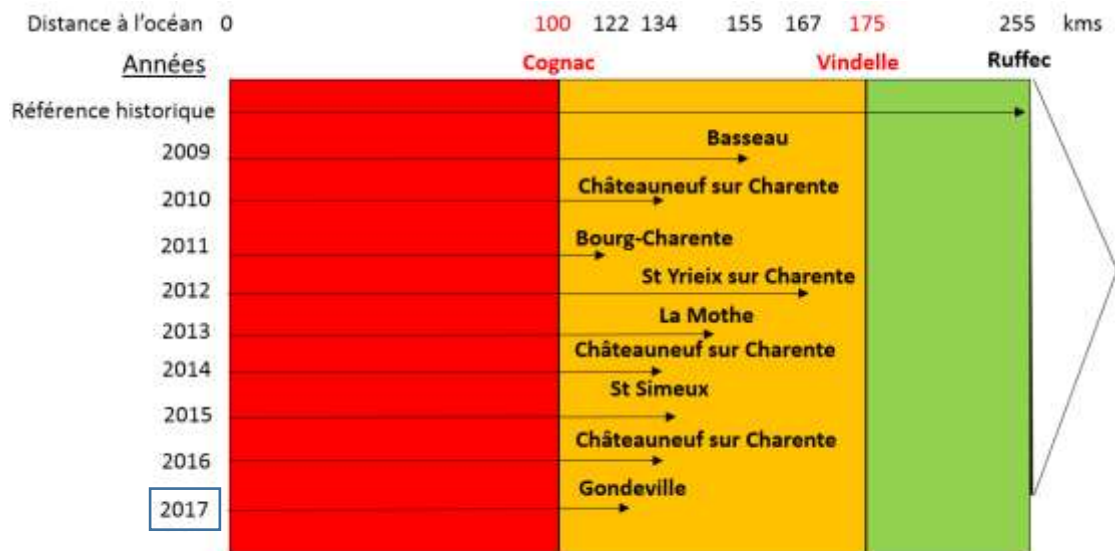 Distance à l'océan 0 100 122 134 155 167 175 255 kms
Années Cognac Vindelle Ruffec
Référence historique
Basseau
2009
Châteauneuf sur Charente
2010
Bourg-Charente
2011
St Yrieix sur Charente
2012
La Mothe
2013
Châteauneuf sur Charente
2014
St Simeux
2015
Châteauneuf sur Charente
2016
Gondeville
2017